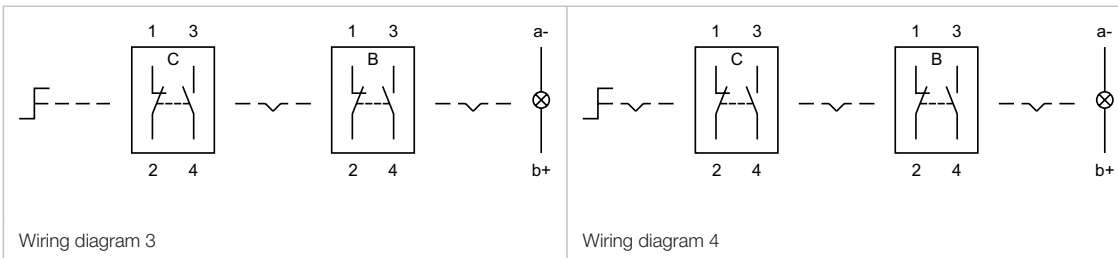 1 3 1 3 a- 1 3 1 3 a-
C B C B
2 4 2 4 b+ 2 4 2 4 b+
Wiring diagram 3 Wiring diagram 4